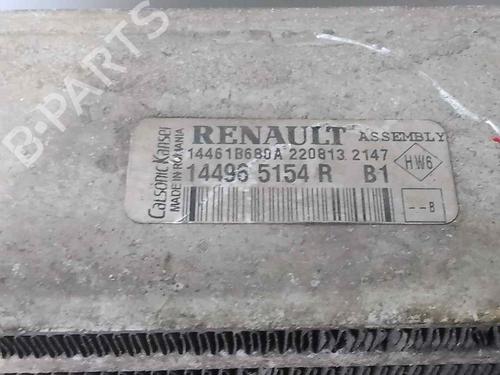 B-PARTS
Calsonic Kansei
MADE IN ROMANIA
RENAULT ASSEMBLY
14461B680A 220813 2147
14496 5154 R B1
HW6
--B